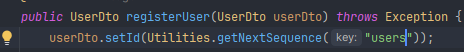 public UserDto registerUser(UserDto userDto) throws Exception {
userDto.setId(Utilities.getNextSequence( key: "users"));